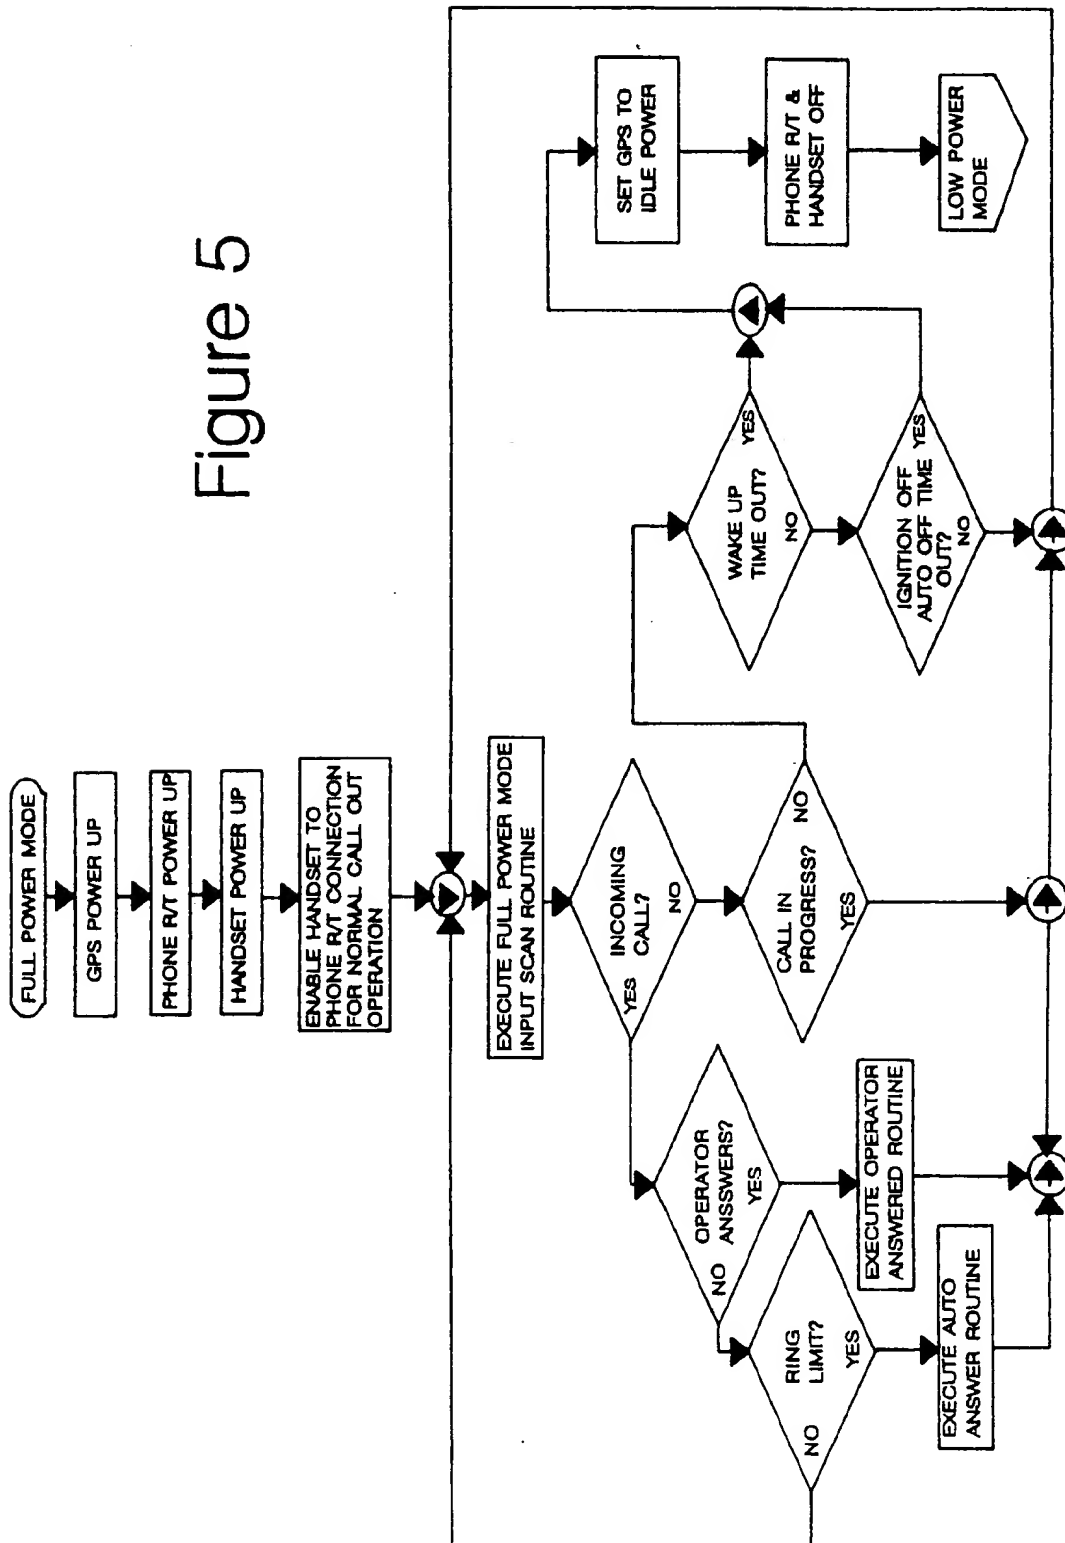 Figure 5
FULL POWER MODE
GPS POWER UP
PHONE R/T POWER UP
HANDSET POWER UP
ENABLE HANDSET TO
PHONE R/T CONNECTION
FOR NORMAL CALL OUT
OPERATION
EXECUTE FULL POWER MODE
INPUT SCAN ROUTINE
INCOMING
CALL?
YES
NO
OPERATOR
ANSSWERS?
NO
YES
RING
LIMIT?
NO
YES
EXECUTE AUTO
ANSWER ROUTINE
EXECUTE OPERATOR
ANSWERED ROUTINE
CALL IN
PROGRESS?
YES
NO
WAKE UP
TIME OUT?
NO
YES
IGNITION OFF
AUTO OFF TIME
OUT?
NO
YES
SET GPS TO
IDLE POWER
PHONE R/T &
HANDSET OFF
LOW POWER
MODE